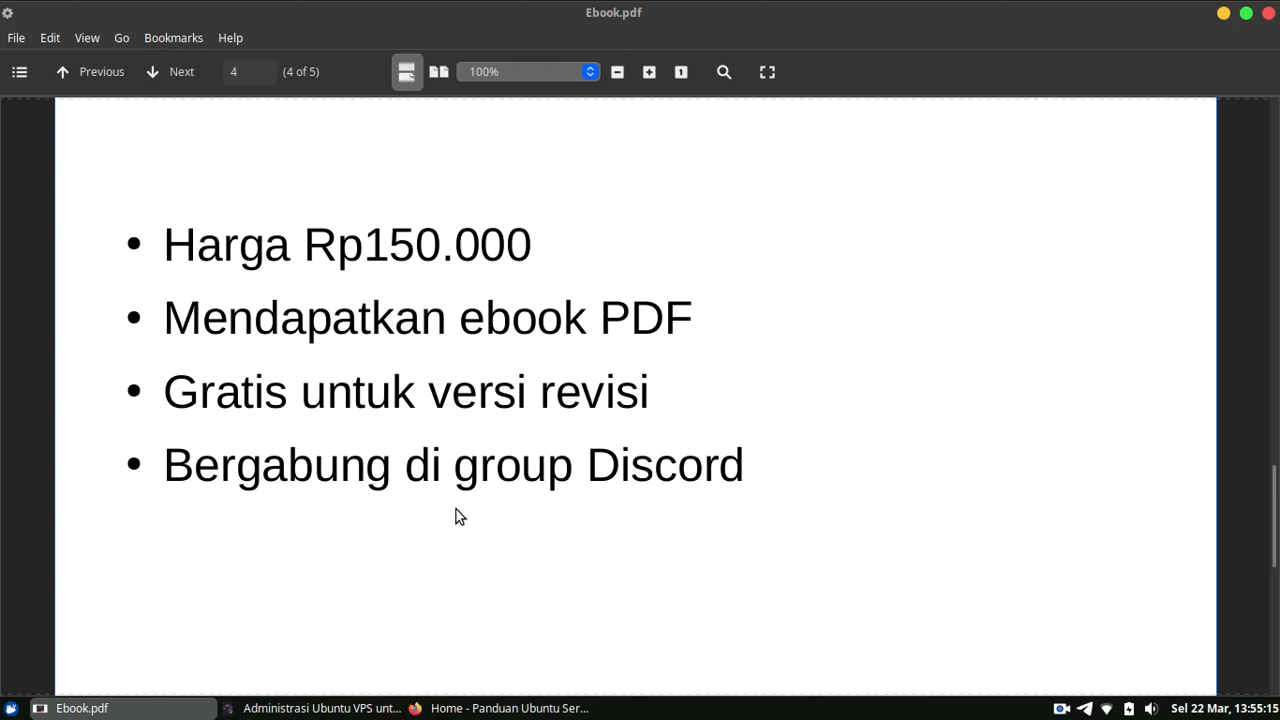 Ebook.pdf
File Edit View Go Bookmarks Help
Previous Next 4 (4 of 5) 100% 1
• Harga Rp150.000
• Mendapatkan ebook PDF
• Gratis untuk versi revisi
• Bergabung di group Discord
Ebook.pdf Administrasi Ubuntu VPS unt... Home - Panduan Ubuntu Ser... Sel 22 Mar, 13:55:15